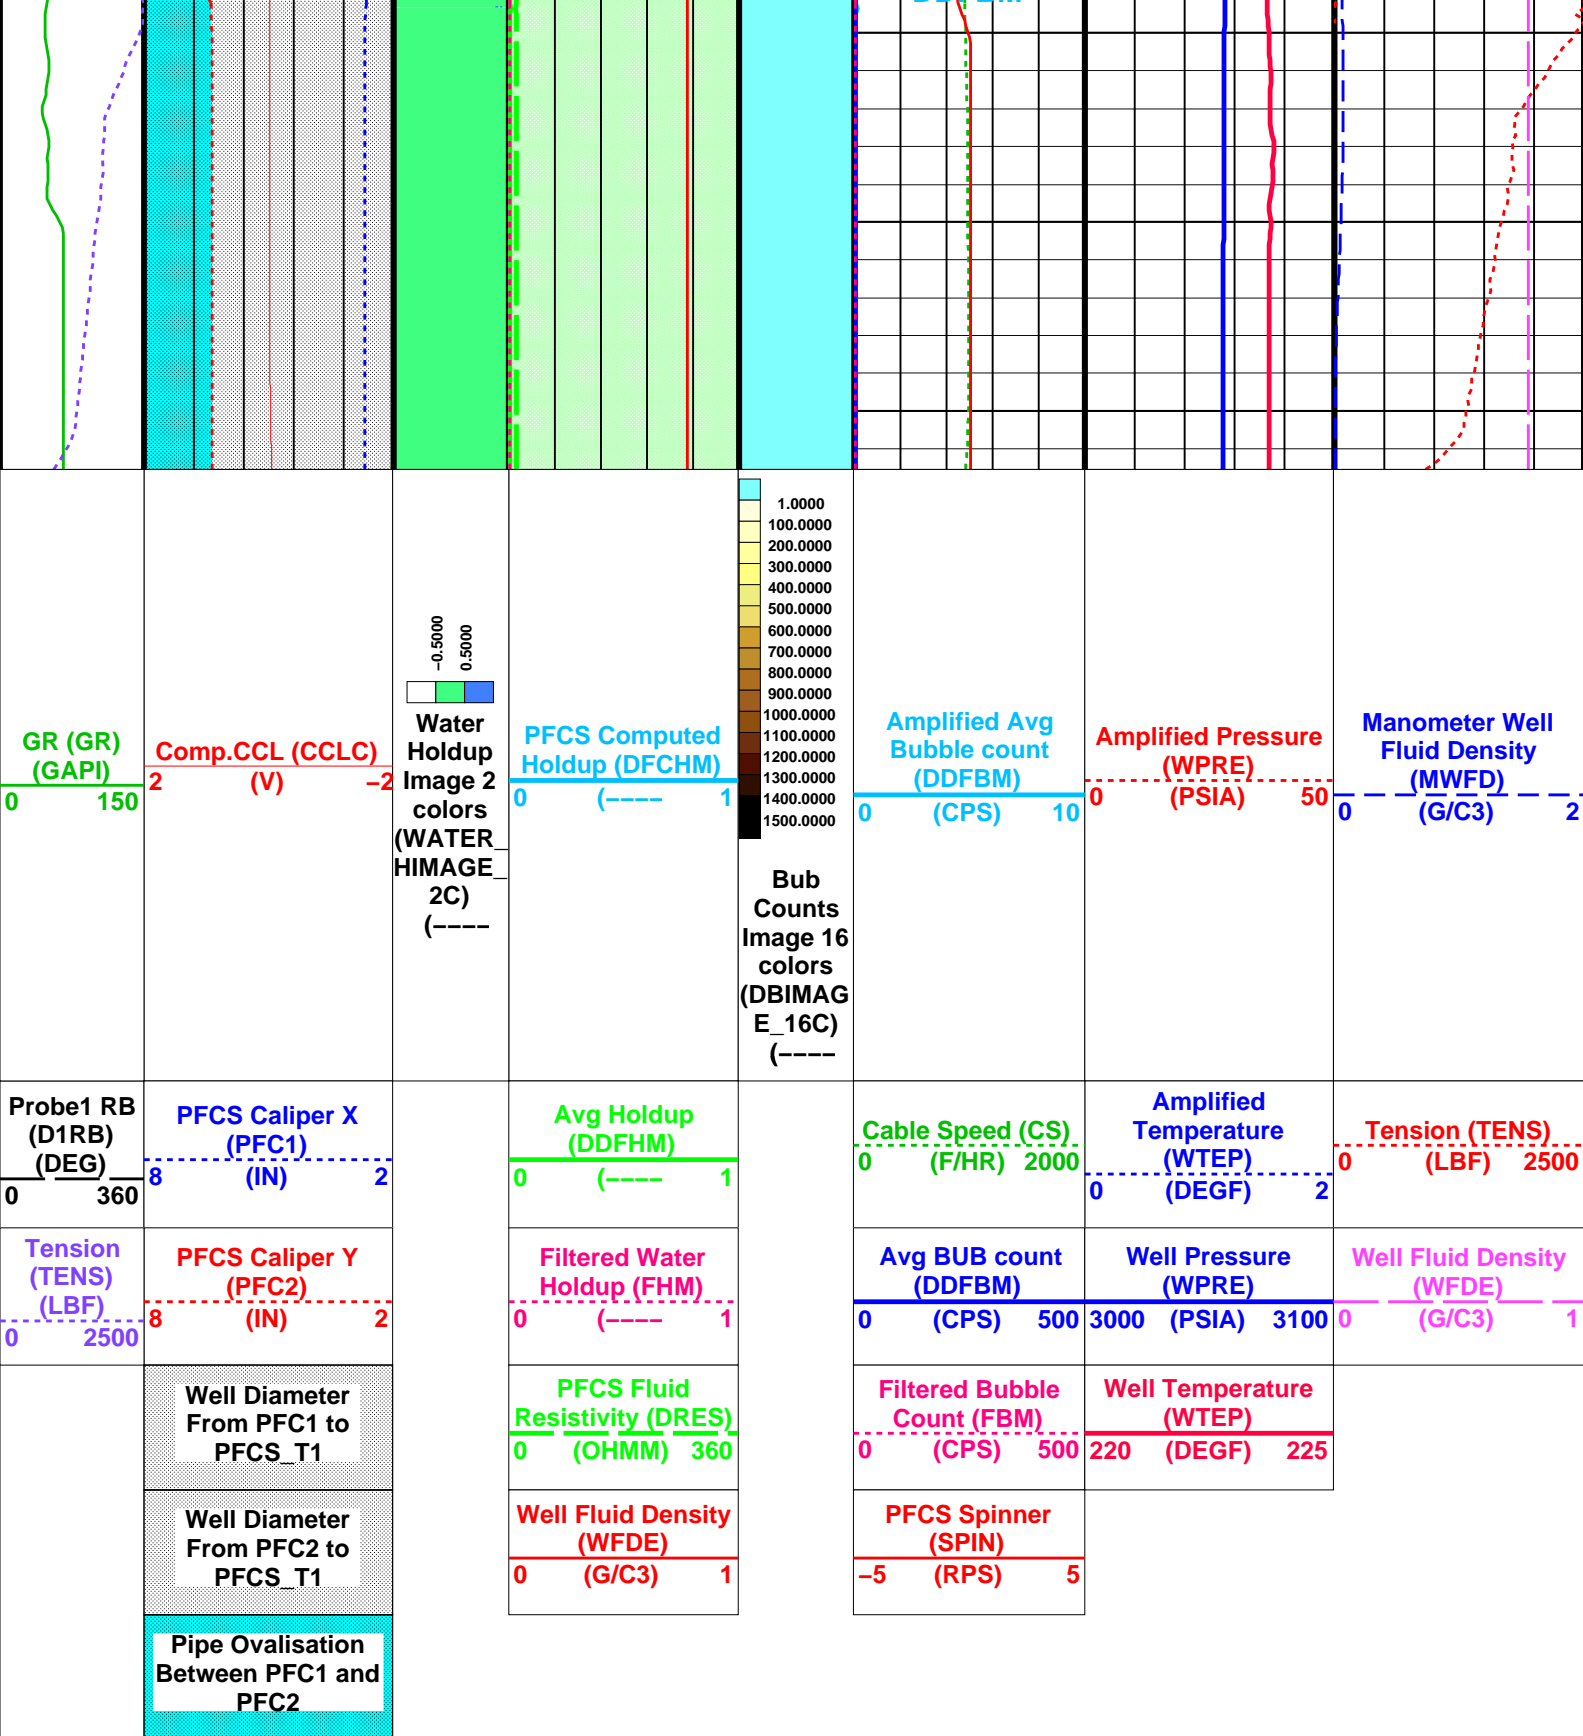 1.0000
100.0000
200.0000
300.0000
400.0000
500.0000
600.0000
700.0000
800.0000
900.0000
1000.0000
1100.0000
1200.0000
1300.0000
1400.0000
1500.0000
Bub
Counts
Image 16
colors
(DBIMAG
E_16C)
(----
GR (GR)
(GAPI)
0 150
Comp.CCL (CCLC)
2 (V) -2
-0.5000
0.5000
Water
Holdup
Image 2
colors
(WATER_
HIMAGE_
2C)
(----
PFCS Computed
Holdup (DFCHM)
0 (---- 1
Amplified Avg
Bubble count
(DDFBM)
0 (CPS) 10
Amplified Pressure
(WPRE)
0 (PSIA) 50
Manometer Well
Fluid Density
(MWFD)
0 (G/C3) 2
Probe1 RB
(D1RB)
(DEG)
0 360
PFCS Caliper X
(PFC1)
8 (IN) 2
Avg Holdup
(DDFHM)
0 (---- 1
Cable Speed (CS)
0 (F/HR) 2000
Amplified
Temperature
(WTEP)
0 (DEGF) 2
Tension (TENS)
0 (LBF) 2500
Tension
(TENS)
(LBF)
0 2500
PFCS Caliper Y
(PFC2)
8 (IN) 2
Filtered Water
Holdup (FHM)
0 (---- 1
Avg BUB count
(DDFBM)
0 (CPS) 500
Well Pressure
(WPRE)
3000 (PSIA) 3100
Well Fluid Density
(WFDE)
0 (G/C3) 1
Well Diameter
From PFC1 to
PFCS_T1
PFCS Fluid
Resistivity (DRES)
0 (OHMM) 360
Filtered Bubble
Count (FBM)
0 (CPS) 500
Well Temperature
(WTEP)
220 (DEGF) 225
Well Diameter
From PFC2 to
PFCS_T1
Well Fluid Density
(WFDE)
0 (G/C3) 1
PFCS Spinner
(SPIN)
-5 (RPS) 5
Pipe Ovalisation
Between PFC1 and
PFC2